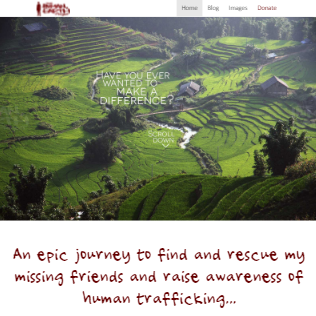 Home Blog Images Donate
HAVE YOU EVER
WANTED TO
MAKE A
DIFFERENCE?
SCROLL
DOWN
An epic journey to find and rescue my
missing friends and raise awareness of
human trafficking...